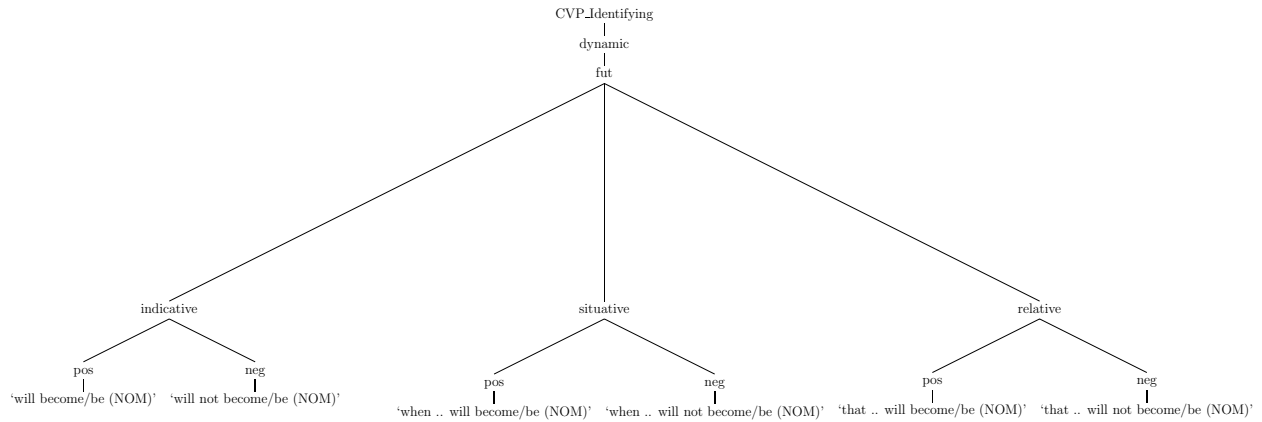 CVP_Identifying
dynamic
fut
indicative situative relative
pos neg pos neg pos neg
‘will become/be (NOM)’ ‘will not become/be (NOM)’ ‘when .. will become/be (NOM)’ ‘when .. will not become/be (NOM)’ ‘that .. will become/be (NOM)’ ‘that .. will not become/be (NOM)’